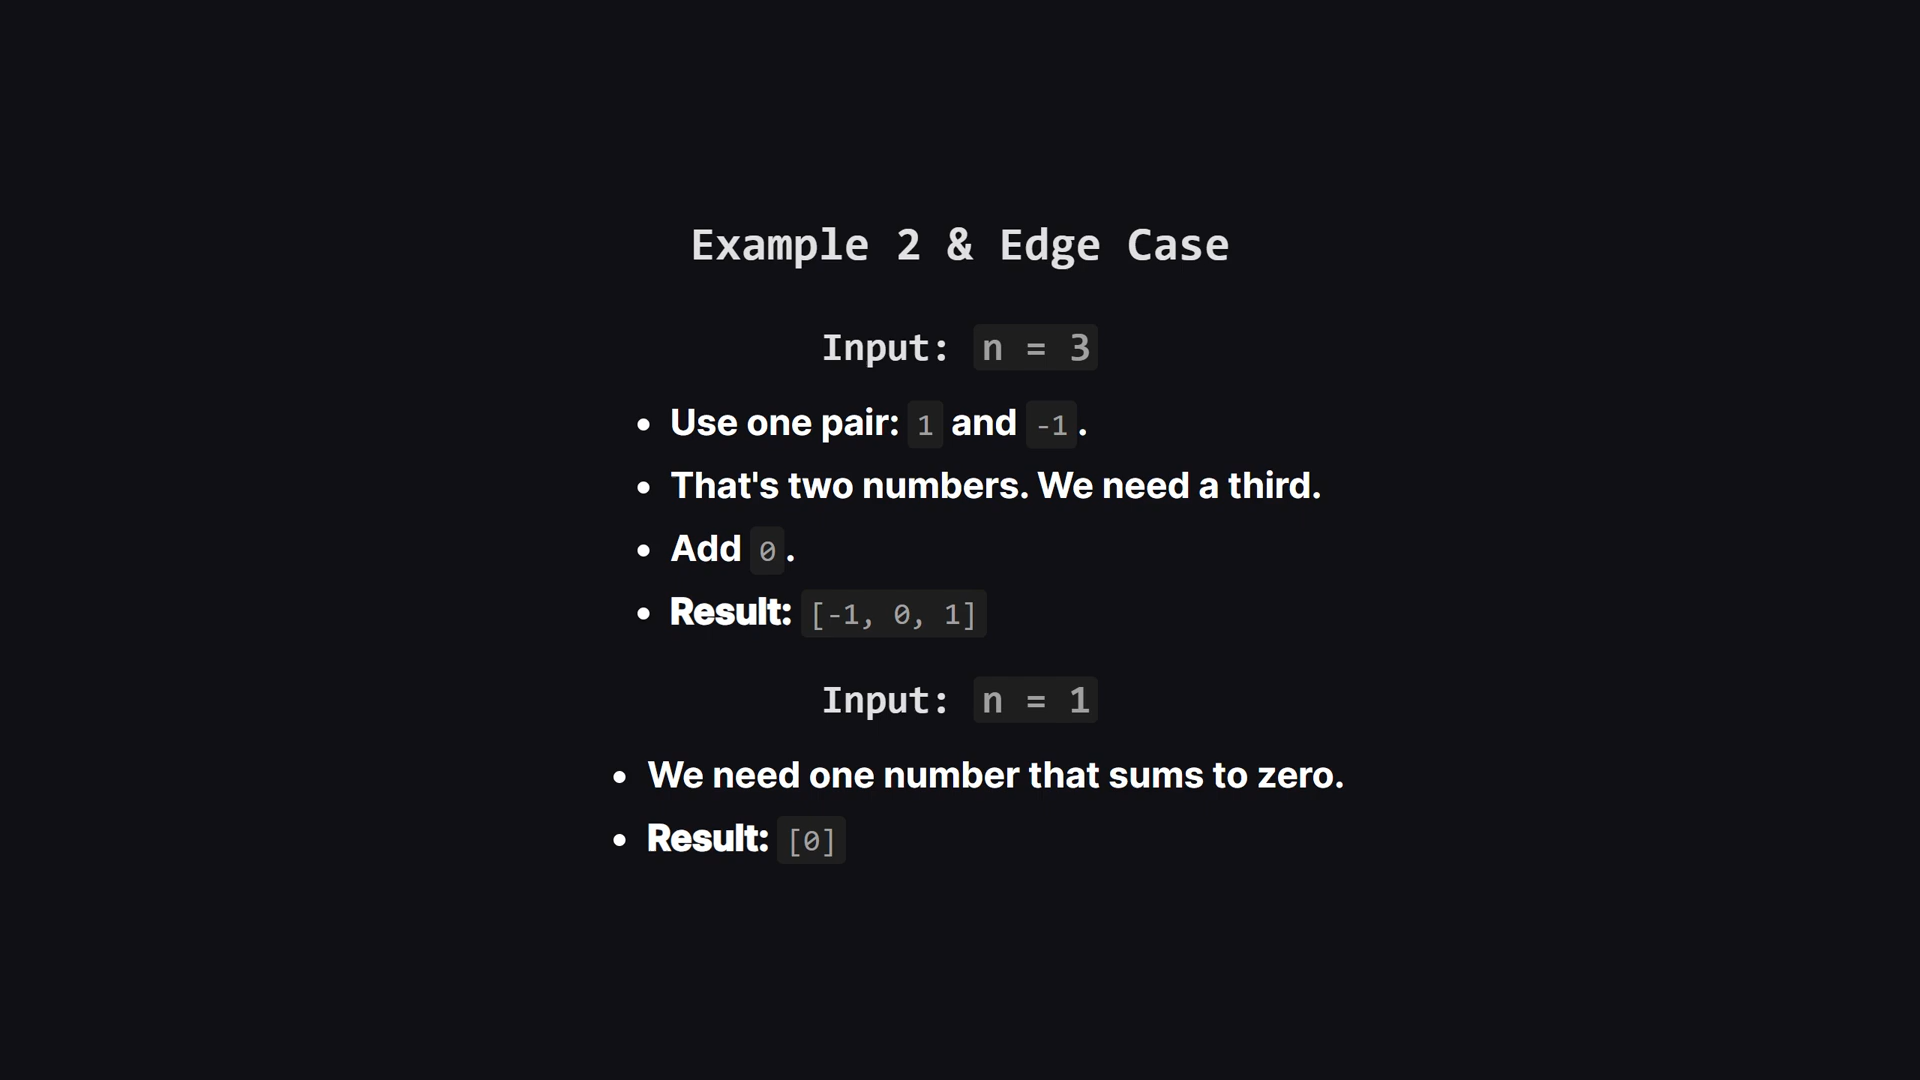 Example 2 & Edge Case
Input: n = 3
• Use one pair: 1 and -1.
• That's two numbers. We need a third.
• Add 0.
• Result: [-1, 0, 1]
Input: n = 1
• We need one number that sums to zero.
• Result: [0]